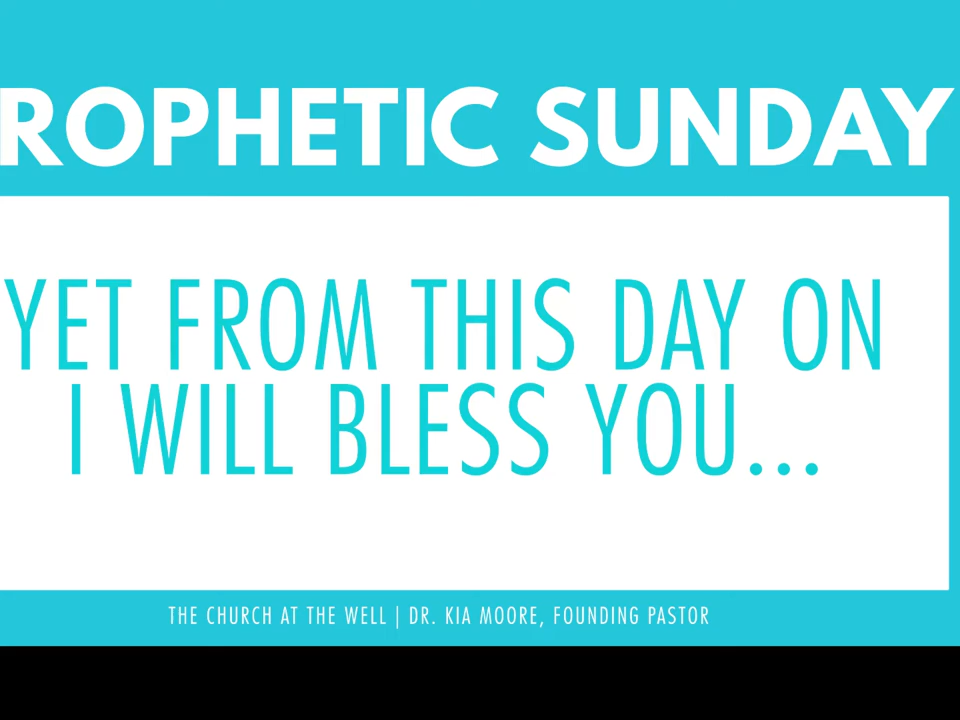 ROPHETIC SUNDAY
YET FROM THIS DAY ON
I WILL BLESS YOU...
THE CHURCH AT THE WELL | DR. KIA MOORE, FOUNDING PASTOR